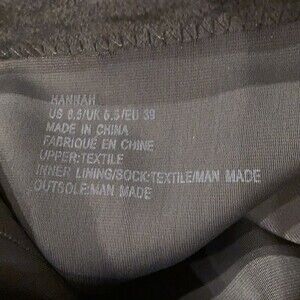 HANNAH
US 8.5/UK 6.5/EU 39
MADE IN CHINA
FABRIQUÉ EN CHINE
UPPER:TEXTILE
INNER LINING/SOCK:TEXTILE/MAN MADE
OUTSOLE:MAN MADE